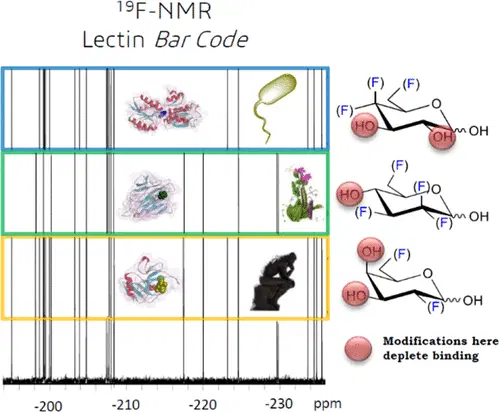 ¹⁹F-NMR
Lectin Bar Code
(F)
(F)
(F)
O
HO
OH
OH
(F)
HO
(F)
(F)
O
OH
(F)
OH
(F)
O
HO
OH
(F)
Modifications here
deplete binding
-200 -210 -220 -230 ppm